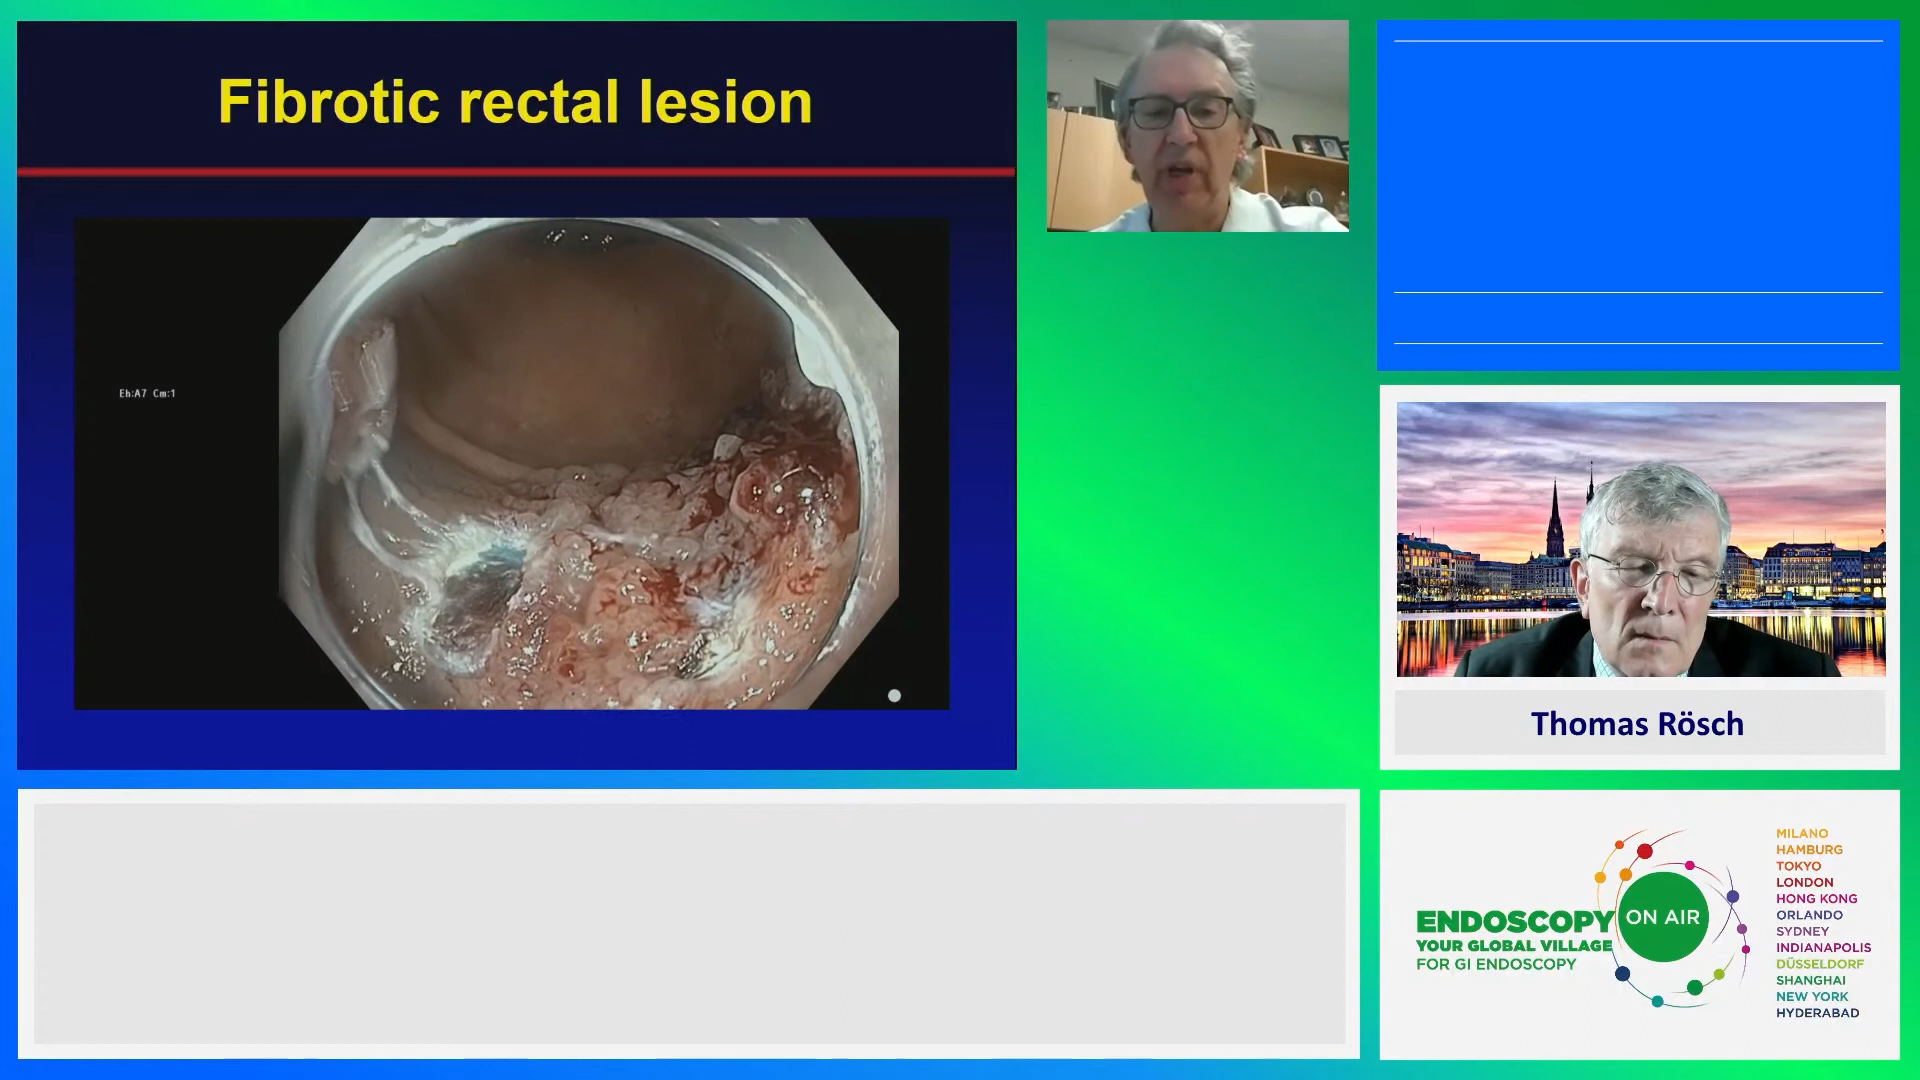 Fibrotic rectal lesion
Eh:A7 Cm:1
Thomas Rösch
ENDOSCOPY ON AIR
YOUR GLOBAL VILLAGE
FOR GI ENDOSCOPY
MILANO
HAMBURG
TOKYO
LONDON
HONG KONG
ORLANDO
SYDNEY
INDIANAPOLIS
DÜSSELDORF
SHANGHAI
NEW YORK
HYDERABAD